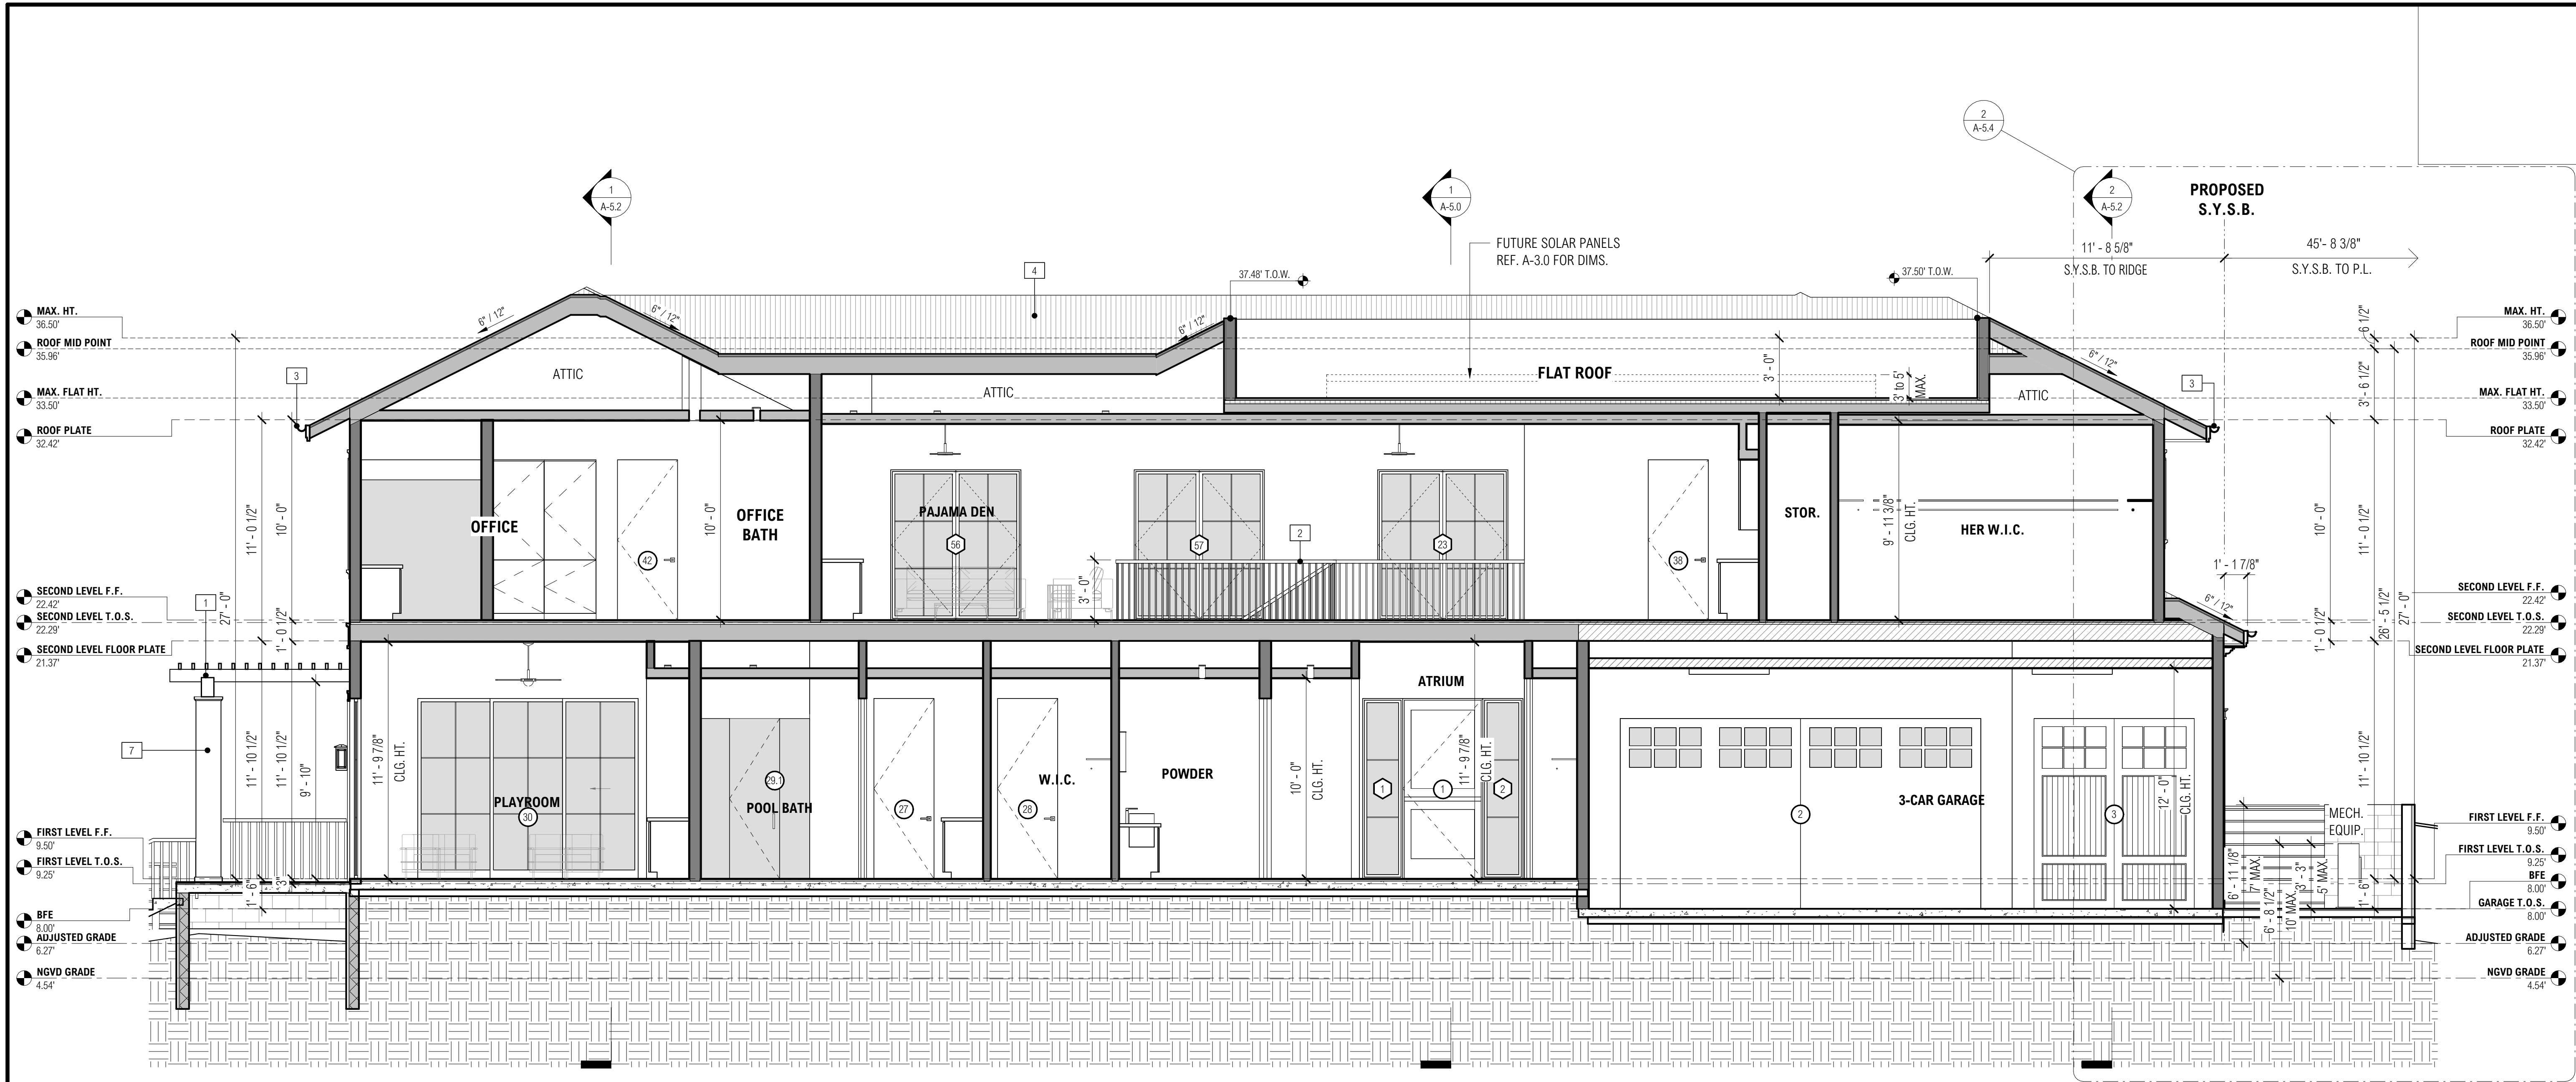 2
A-5.4
1
A-5.2
1
A-5.0
2
A-5.2
PROPOSED
S.Y.S.B.
11' - 8 5/8"
S.Y.S.B. TO RIDGE
45'- 8 3/8"
S.Y.S.B. TO P.L.
FUTURE SOLAR PANELS
REF. A-3.0 FOR DIMS.
4
37.48' T.O.W.
37.50' T.O.W.
MAX. HT.
36.50'
ROOF MID POINT
35.96'
MAX. FLAT HT.
33.50'
ROOF PLATE
32.42'
SECOND LEVEL F.F.
22.42'
SECOND LEVEL T.O.S.
22.29'
SECOND LEVEL FLOOR PLATE
21.37'
FIRST LEVEL F.F.
9.50'
FIRST LEVEL T.O.S.
9.25'
BFE
8.00'
ADJUSTED GRADE
6.27'
NGVD GRADE
4.54'
3
1
7
27' - 0"
11' - 0 1/2"
10' - 0"
1' - 0 1/2"
11' - 10 1/2"
11' - 10 1/2"
9' - 10"
1' - 6"
3"
6" / 12"
6" / 12"
6" / 12"
6" / 12"
ATTIC
ATTIC
FLAT ROOF
3' - 0"
3' to 5'
MAX.
ATTIC
3
OFFICE
42
10' - 0"
OFFICE
BATH
PAJAMA DEN
56
57
2
23
3' - 0"
38
STOR.
9' - 11 3/8"
CLG. HT.
HER W.I.C.
11' - 9 7/8"
CLG. HT.
PLAYROOM
30
29.1
POOL BATH
27
28
W.I.C.
POWDER
10' - 0"
CLG. HT.
ATRIUM
1
1
2
11' - 9 7/8"
CLG. HT.
2
3-CAR GARAGE
3
12' - 0"
CLG. HT.
1' - 1 7/8"
6" / 12"
MECH.
EQUIP.
6' - 11 1/8"
7' MAX.
6' - 8 1/2"
10' MAX.
3' - 3"
5' MAX.
1' - 6"
6 1/2"
3' - 6 1/2"
10' - 0"
11' - 0 1/2"
1' - 0 1/2"
26' - 5 1/2"
27' - 0"
11' - 10 1/2"
MAX. HT.
36.50'
ROOF MID POINT
35.96'
MAX. FLAT HT.
33.50'
ROOF PLATE
32.42'
SECOND LEVEL F.F.
22.42'
SECOND LEVEL T.O.S.
22.29'
SECOND LEVEL FLOOR PLATE
21.37'
FIRST LEVEL F.F.
9.50'
FIRST LEVEL T.O.S.
9.25'
BFE
8.00'
GARAGE T.O.S.
8.00'
ADJUSTED GRADE
6.27'
NGVD GRADE
4.54'